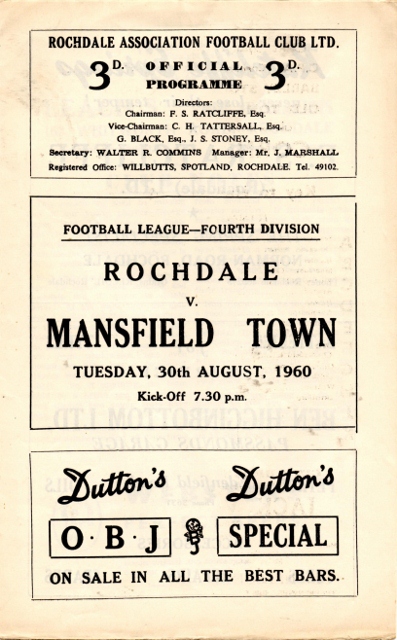 ROCHDALE ASSOCIATION FOOTBALL CLUB LTD.
3D. OFFICIAL 3D.
PROGRAMME
Directors:
Chairman: F. S. RATCLIFFE, Esq.
Vice-Chairman: C. H. TATTERSALL, Esq.
G. BLACK, Esq., J. S. STONEY, Esq.
Secretary: WALTER R. COMMINS Manager: Mr. J. MARSHALL
Registered Office: WILLBUTTS, SPOTLAND, ROCHDALE. Tel. 49102.
FOOTBALL LEAGUE—FOURTH DIVISION
ROCHDALE
V.
MANSFIELD TOWN
TUESDAY, 30th AUGUST, 1960
Kick-Off 7.30 p.m.
Dutton's Dutton's
O·B·J SPECIAL
ON SALE IN ALL THE BEST BARS.